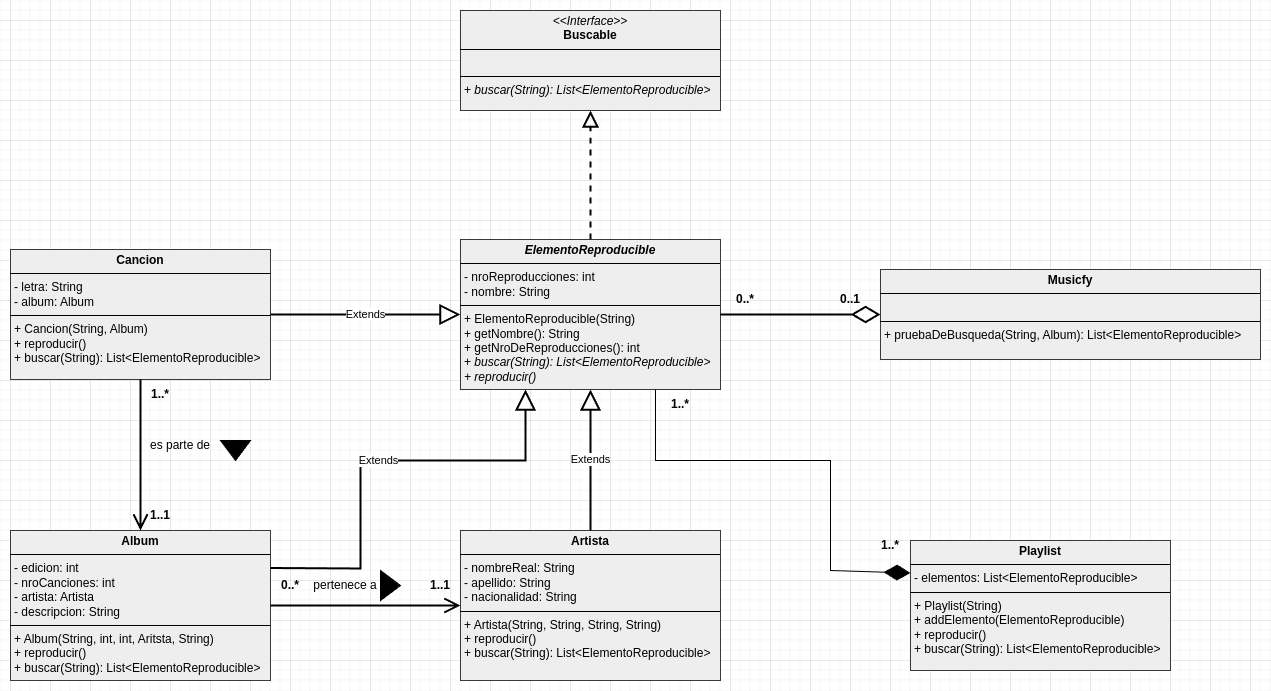 <<Interface>>
Buscable
+ buscar(String): List<ElementoReproducible>
Cancion
- letra: String
- album: Album
+ Cancion(String, Album)
+ reproducir()
+ buscar(String): List<ElementoReproducible>
Extends
ElementoReproducible
- nroReproducciones: int
- nombre: String
+ ElementoReproducible(String)
+ getNombre(): String
+ getNroDeReproducciones(): int
+ buscar(String): List<ElementoReproducible>
+ reproducir()
0..*
0..1
Musicfy
+ pruebaDeBusqueda(String, Album): List<ElementoReproducible>
1..*
es parte de
1..1
Extends
Extends
1..*
1..*
Album
- edicion: int
- nroCanciones: int
- artista: Artista
- descripcion: String
+ Album(String, int, int, Aritsta, String)
+ reproducir()
+ buscar(String): List<ElementoReproducible>
0..*
pertenece a
1..1
Artista
- nombreReal: String
- apellido: String
- nacionalidad: String
+ Artista(String, String, String, String)
+ reproducir()
+ buscar(String): List<ElementoReproducible>
Playlist
- elementos: List<ElementoReproducible>
+ Playlist(String)
+ addElemento(ElementoReproducible)
+ reproducir()
+ buscar(String): List<ElementoReproducible>